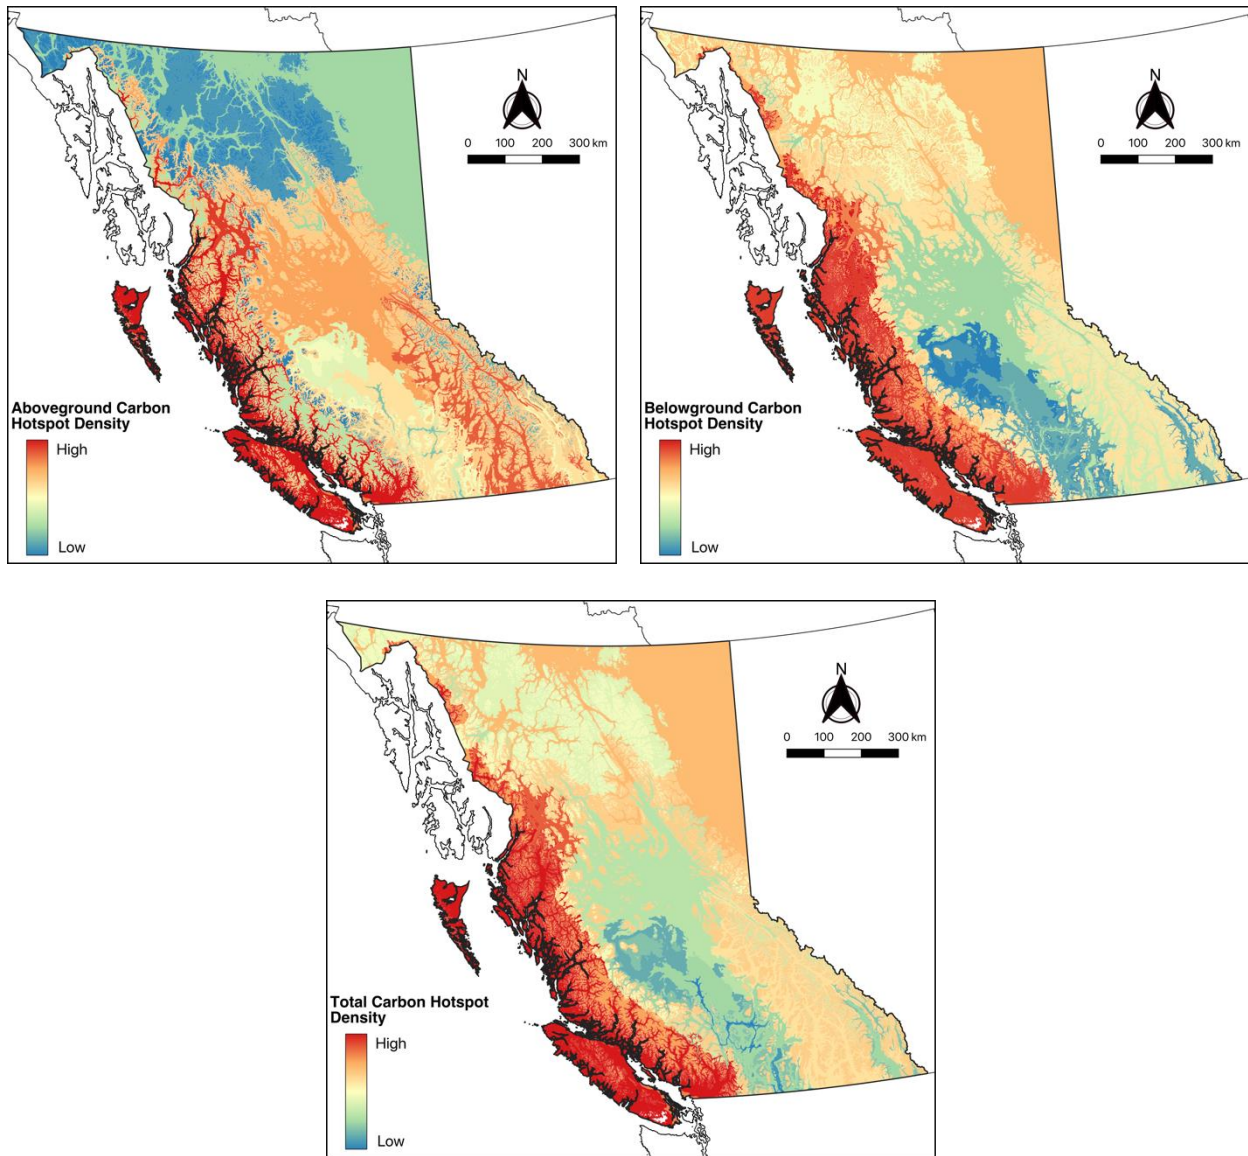 N
0 100 200 300 km
Aboveground Carbon
Hotspot Density
High
Low
N
0 100 200 300 km
Belowground Carbon
Hotspot Density
High
Low
N
0 100 200 300 km
Total Carbon Hotspot
Density
High
Low